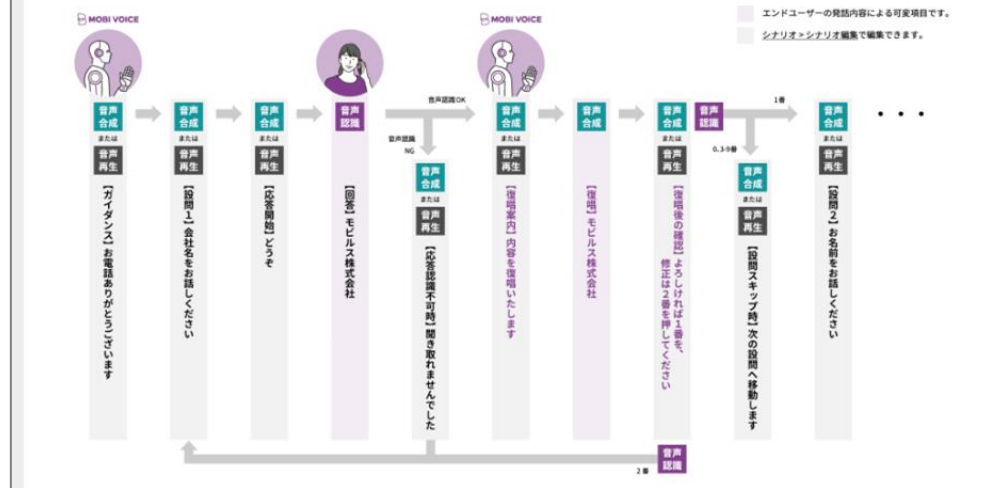 MOBI VOICE
MOBI VOICE
エンドユーザーの発話内容による可変項目です。
シナリオ > シナリオ編集で編集できます。
音声
合成
または
音声
再生
【ガイダンス】お電話ありがとうございます
音声
合成
または
音声
再生
【設問1】会社名をお話しください
音声
合成
または
音声
再生
【応答開始】どうぞ
音声
認識
【回答】モビルス株式会社
音声認識OK
音声認識
NG
音声
合成
または
音声
再生
【応答認識不可時】聞き取れませんでした
音声
合成
または
音声
再生
【復唱案内】内容を復唱いたします
音声
合成
【復唱】モビルス株式会社
音声
合成
または
音声
再生
【復唱後の確認】よろしければ1番を、
修正は2番を押してください
音声
認識
1番
0、3-9番
音声
合成
または
音声
再生
【設問スキップ時】次の設問へ移動します
音声
合成
または
音声
再生
【設問2】お名前をお話しください
・・・
音声
認識
2番